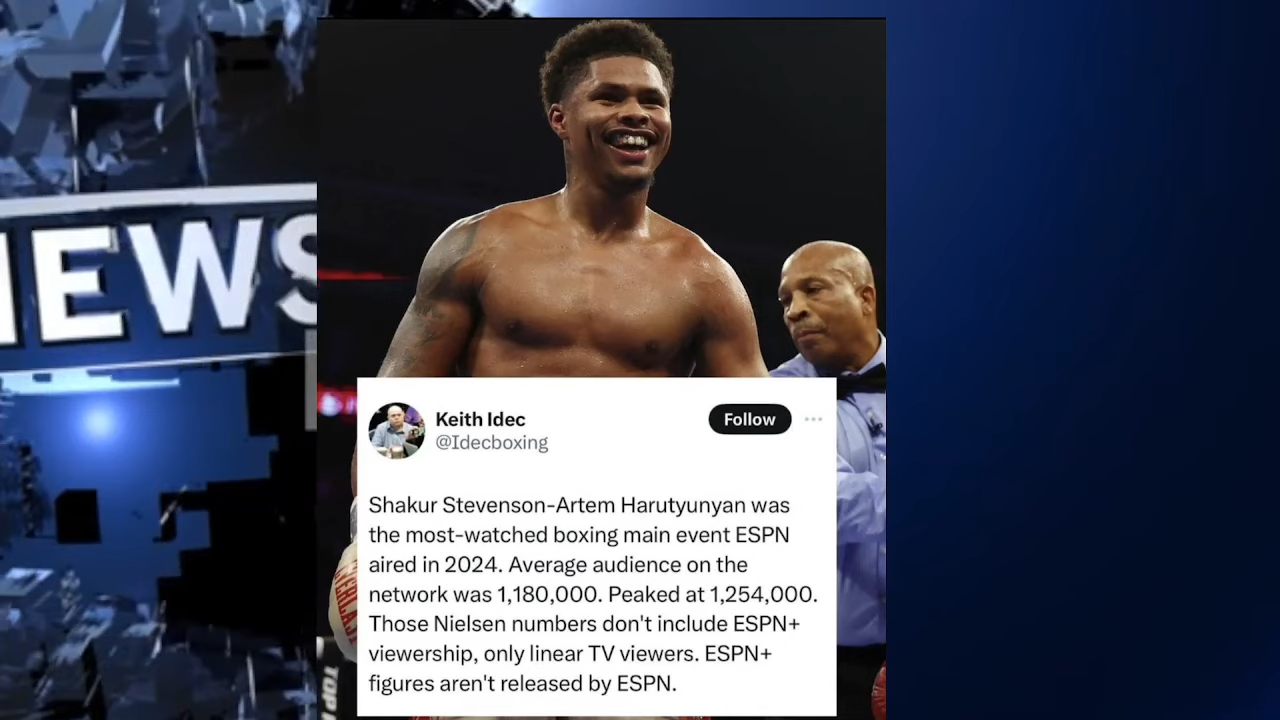 NEWS
Keith Idec
Follow
@Idecboxing
Shakur Stevenson-Artem Harutyunyan was
the most-watched boxing main event ESPN
aired in 2024. Average audience on the
network was 1,180,000. Peaked at 1,254,000.
Those Nielsen numbers don't include ESPN+
viewership, only linear TV viewers. ESPN+
figures aren't released by ESPN.
TOP